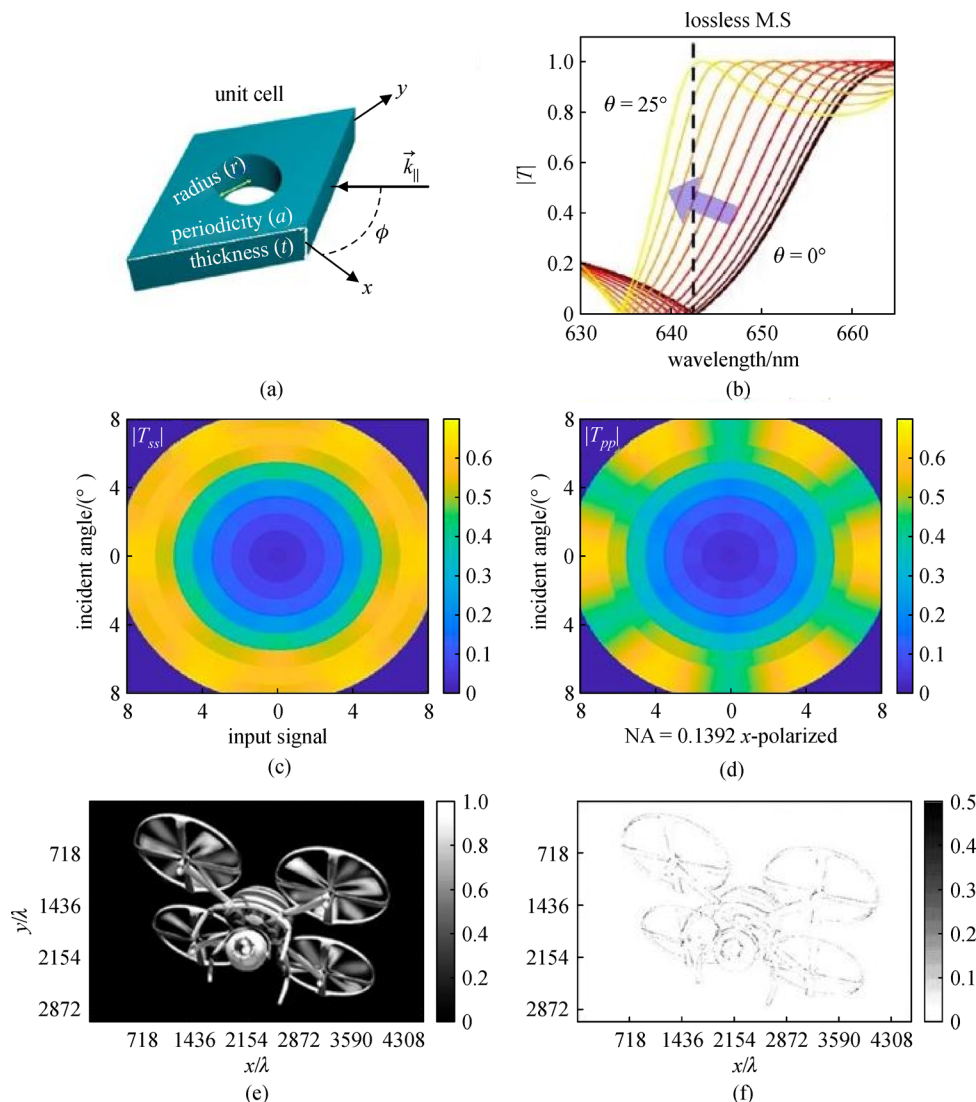 unit cell
y
radius (r)
k⃗||
periodicity (a)
thickness (t)
ϕ
x
(a)
lossless M.S
1.0
0.8
0.6
0.4
0.2
0
|T|
θ = 25°
θ = 0°
630 640 650 660
wavelength/nm
(b)
|Tss|
8
4
0
4
8
incident angle/(°)
8 4 0 4 8
input signal
0.6
0.5
0.4
0.3
0.2
0.1
0
(c)
|Tpp|
8
4
0
4
8
incident angle/(°)
8 4 0 4 8
NA = 0.1392 x-polarized
0.6
0.5
0.4
0.3
0.2
0.1
0
(d)
718
1436
2154
2872
y/λ
718 1436 2154 2872 3590 4308
x/λ
1.0
0.8
0.6
0.4
0.2
0
(e)
718
1436
2154
2872
718 1436 2154 2872 3590 4308
x/λ
0.5
0.4
0.3
0.2
0.1
0
(f)